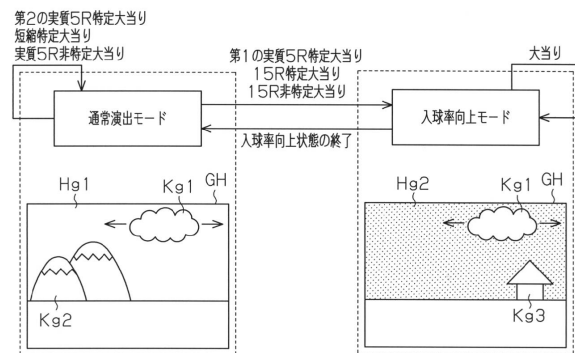 第2の実質5R特定大当り
短縮特定大当り
実質5R非特定大当り
第1の実質5R特定大当り
15R特定大当り
15R非特定大当り
大当り
通常演出モード
入球率向上モード
入球率向上状態の終了
Hg1
Kg1
GH
Kg2
Hg2
Kg1
GH
Kg3